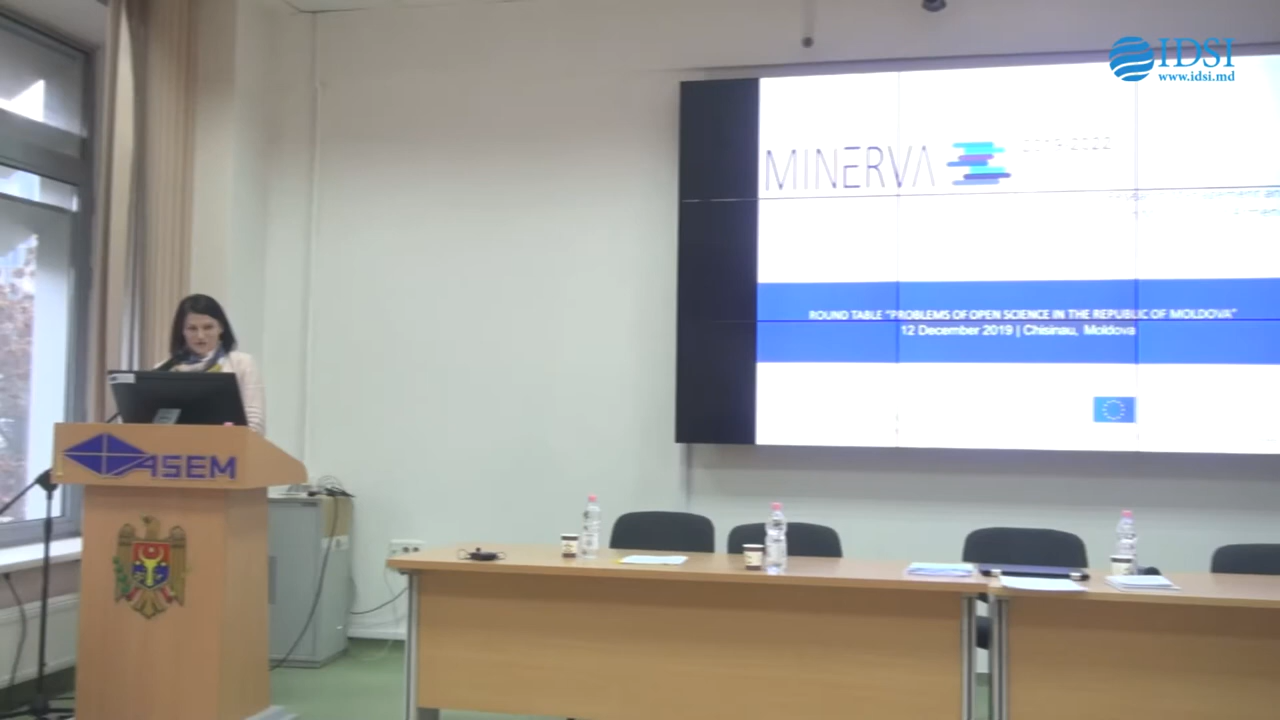 IDSI
www.idsi.md
MINERVA
ROUND TABLE "PROBLEMS OF OPEN SCIENCE IN THE REPUBLIC OF MOLDOVA"
12 December 2019 | Chisinau, Moldova
ASEM